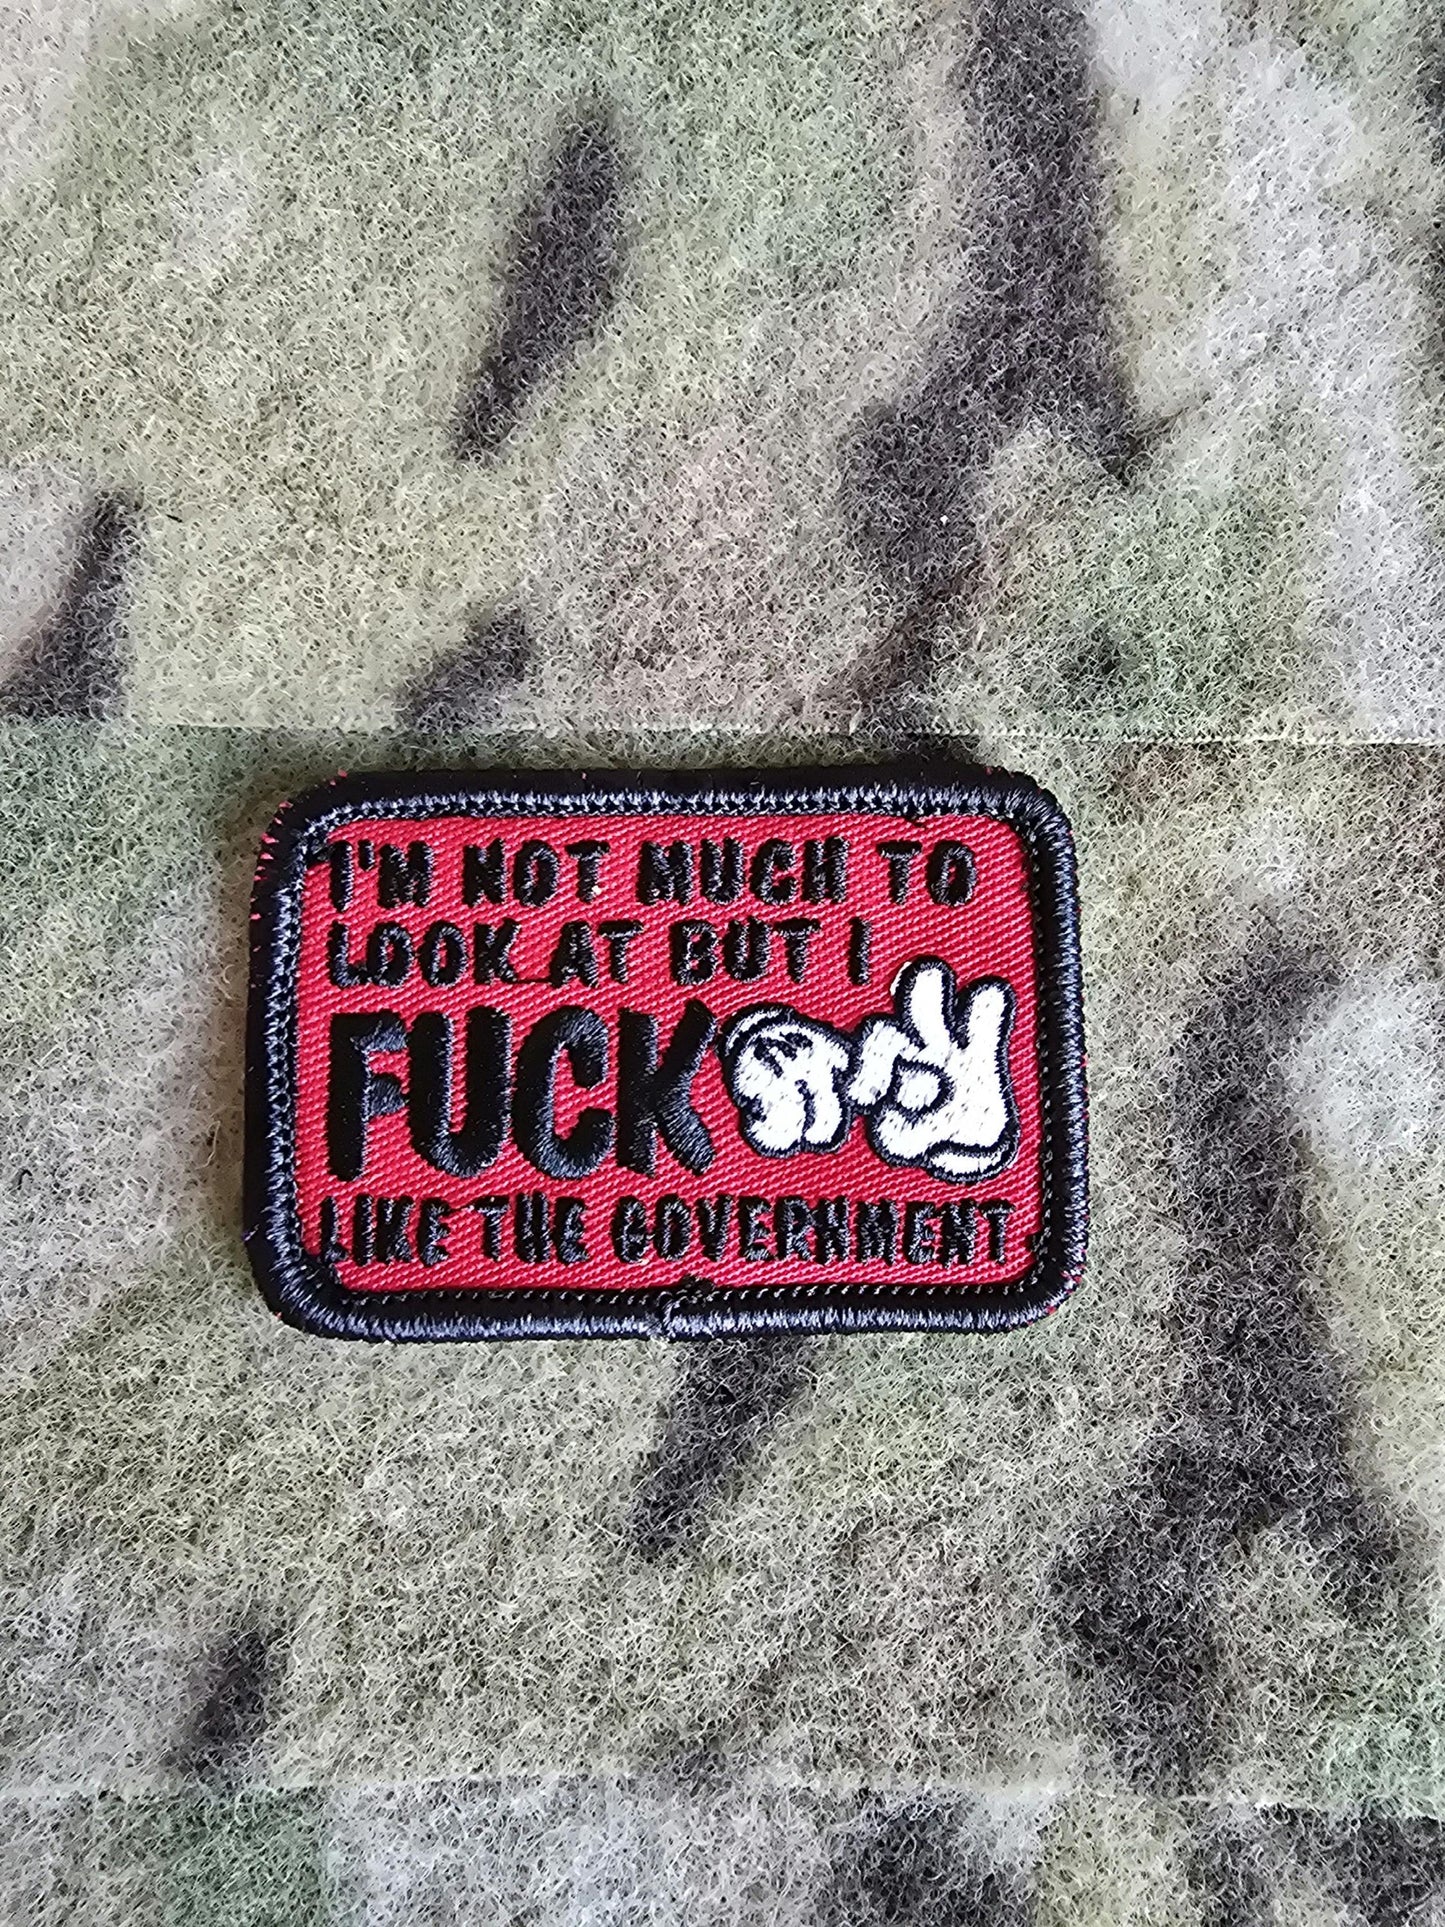 I'M NOT MUCH TO
LOOK AT BUT I
FUCK
LIKE THE GOVERNMENT